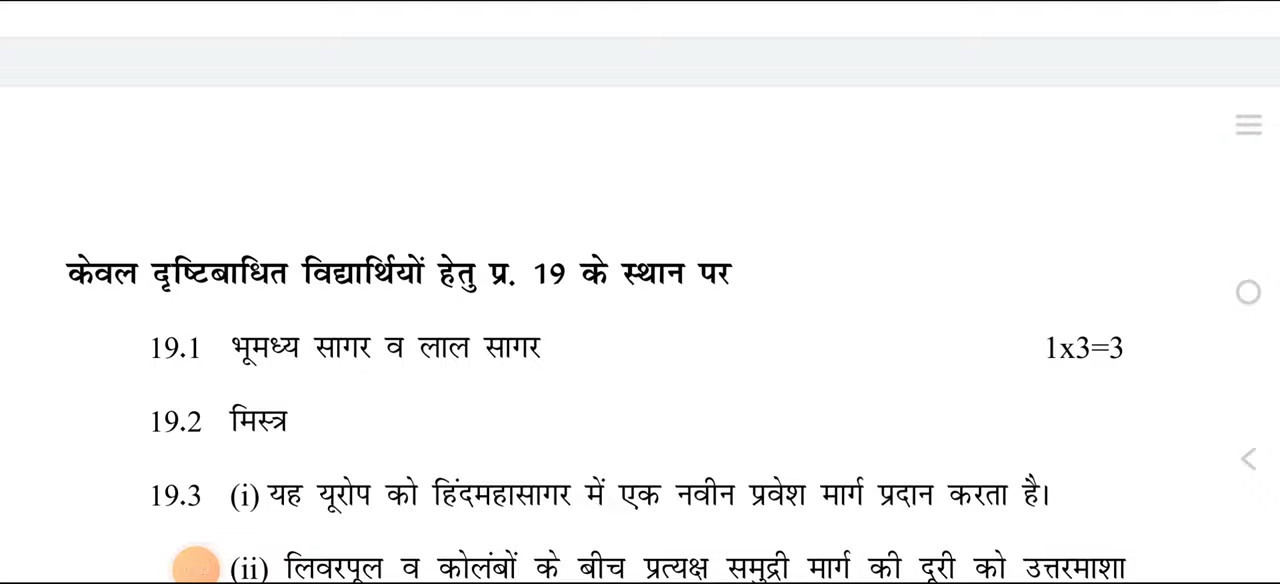 केवल दृष्टिबाधित विद्यार्थियों हेतु प्र. 19 के स्थान पर
19.1 भूमध्य सागर व लाल सागर 1x3=3
19.2 मिस्त्र
19.3 (i) यह यूरोप को हिंदमहासागर में एक नवीन प्रवेश मार्ग प्रदान करता है।
(ii) लिवरपूल व कोलंबों के बीच प्रत्यक्ष समुद्री मार्ग की दूरी को उत्तरमाशा